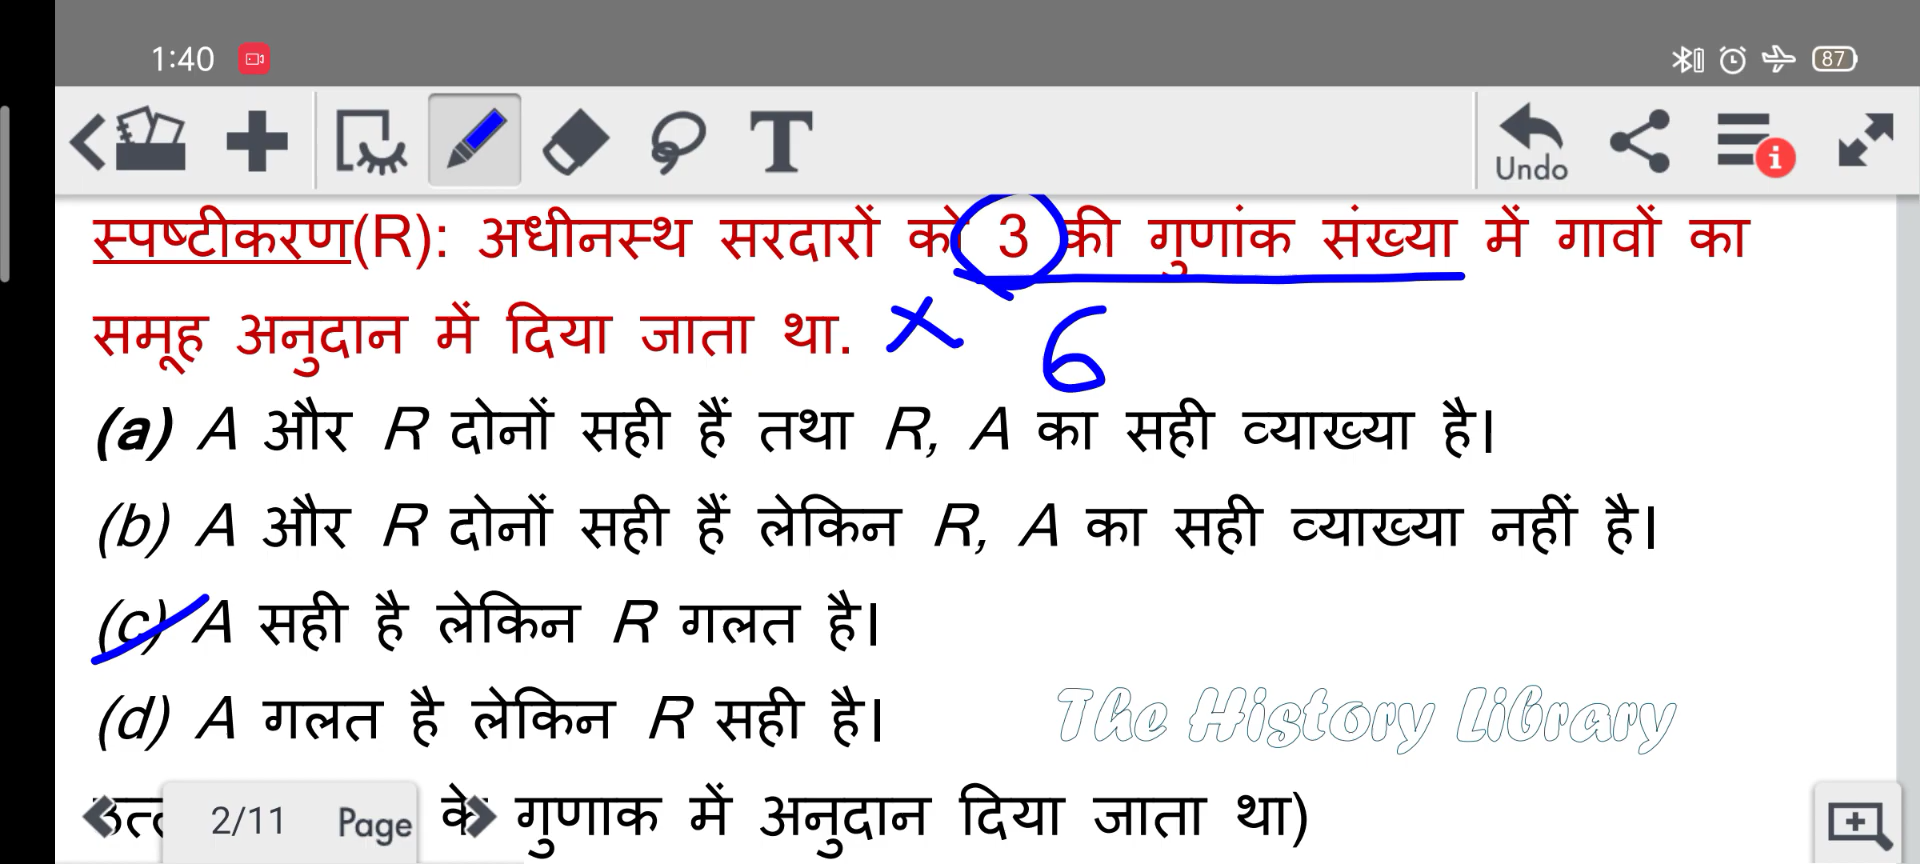 1:40
87
T
Undo
i
स्पष्टीकरण(R): अधीनस्थ सरदारों को 3 की गुणांक संख्या में गावों का
समूह अनुदान में दिया जाता था. × 6
(a) A और R दोनों सही हैं तथा R, A का सही व्याख्या है।
(b) A और R दोनों सही हैं लेकिन R, A का सही व्याख्या नहीं है।
(c) A सही है लेकिन R गलत है।
(d) A गलत है लेकिन R सही है।
The History Library
2/11 Page के गुणाक में अनुदान दिया जाता था)